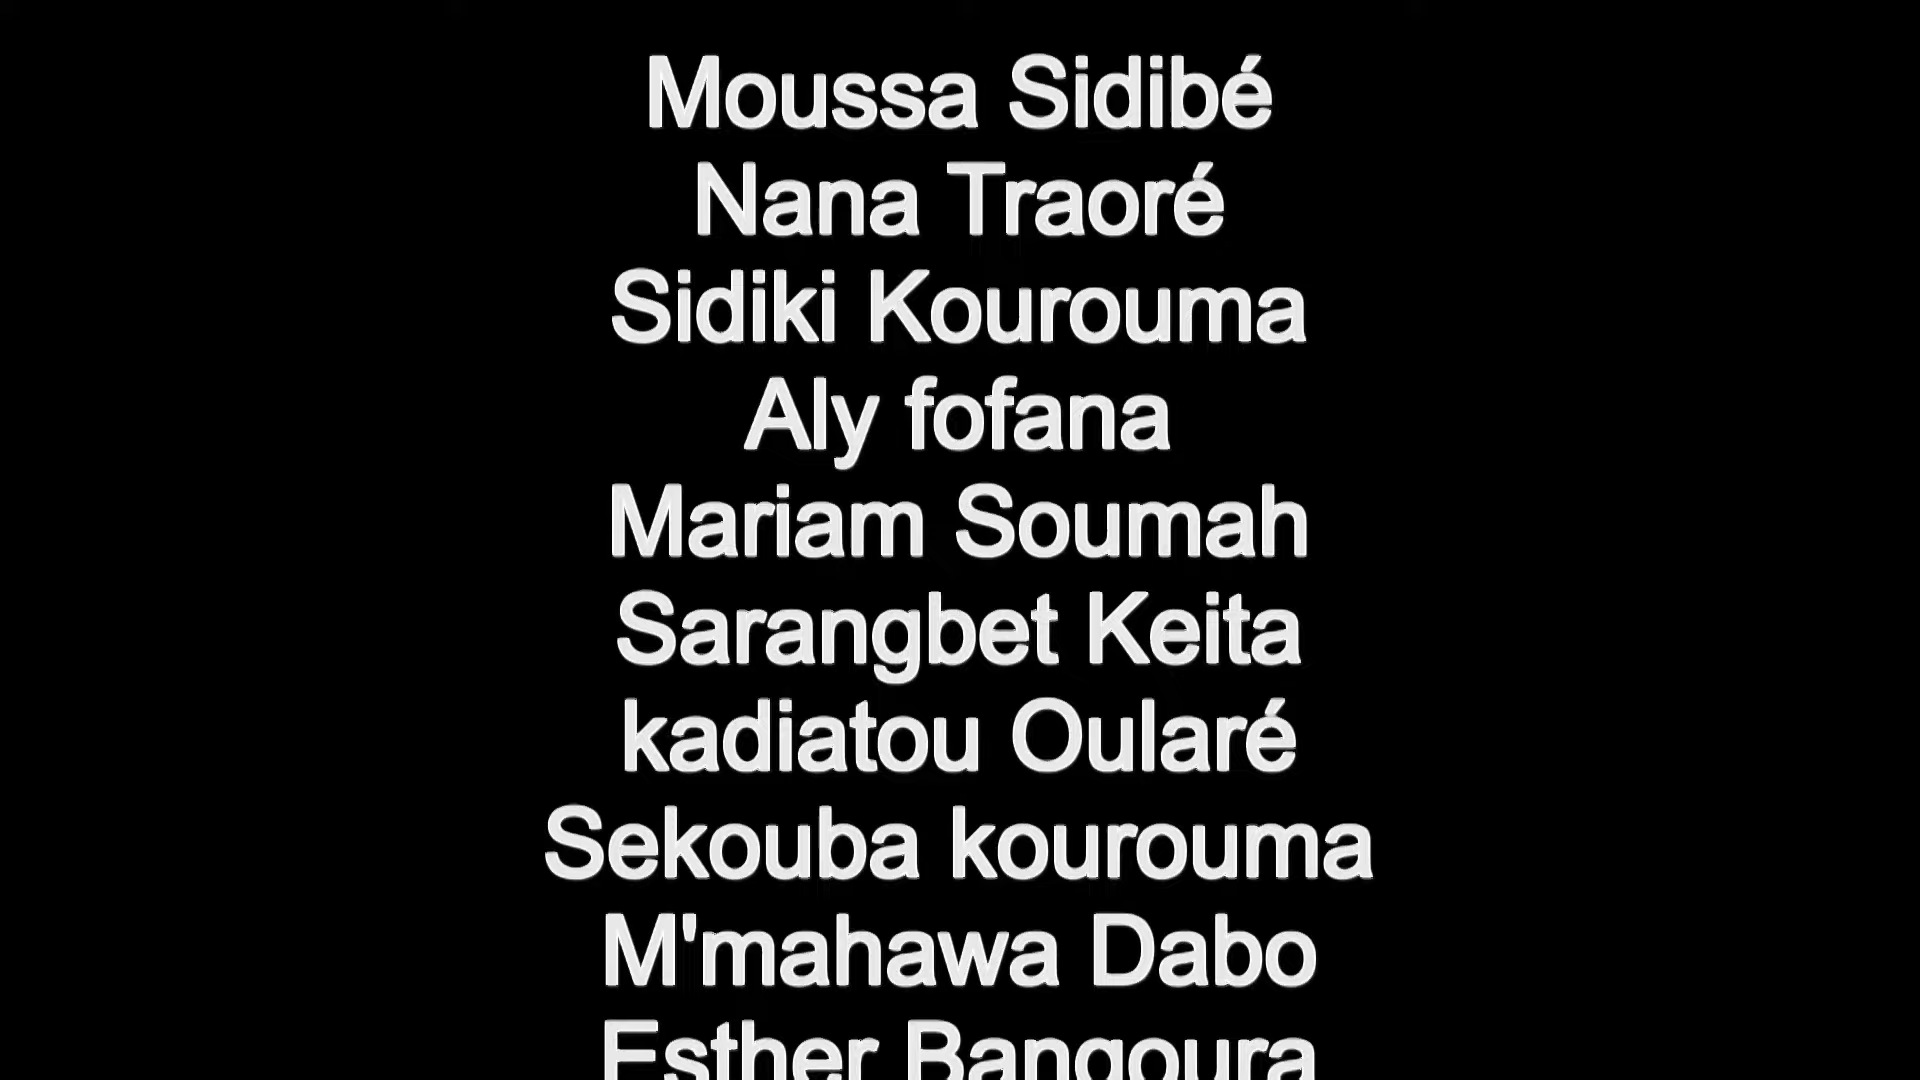 Moussa Sidibé
Nana Traoré
Sidiki Kourouma
Aly fofana
Mariam Soumah
Sarangbet Keita
kadiatou Oularé
Sekouba kourouma
M'mahawa Dabo
Esther Bangoura